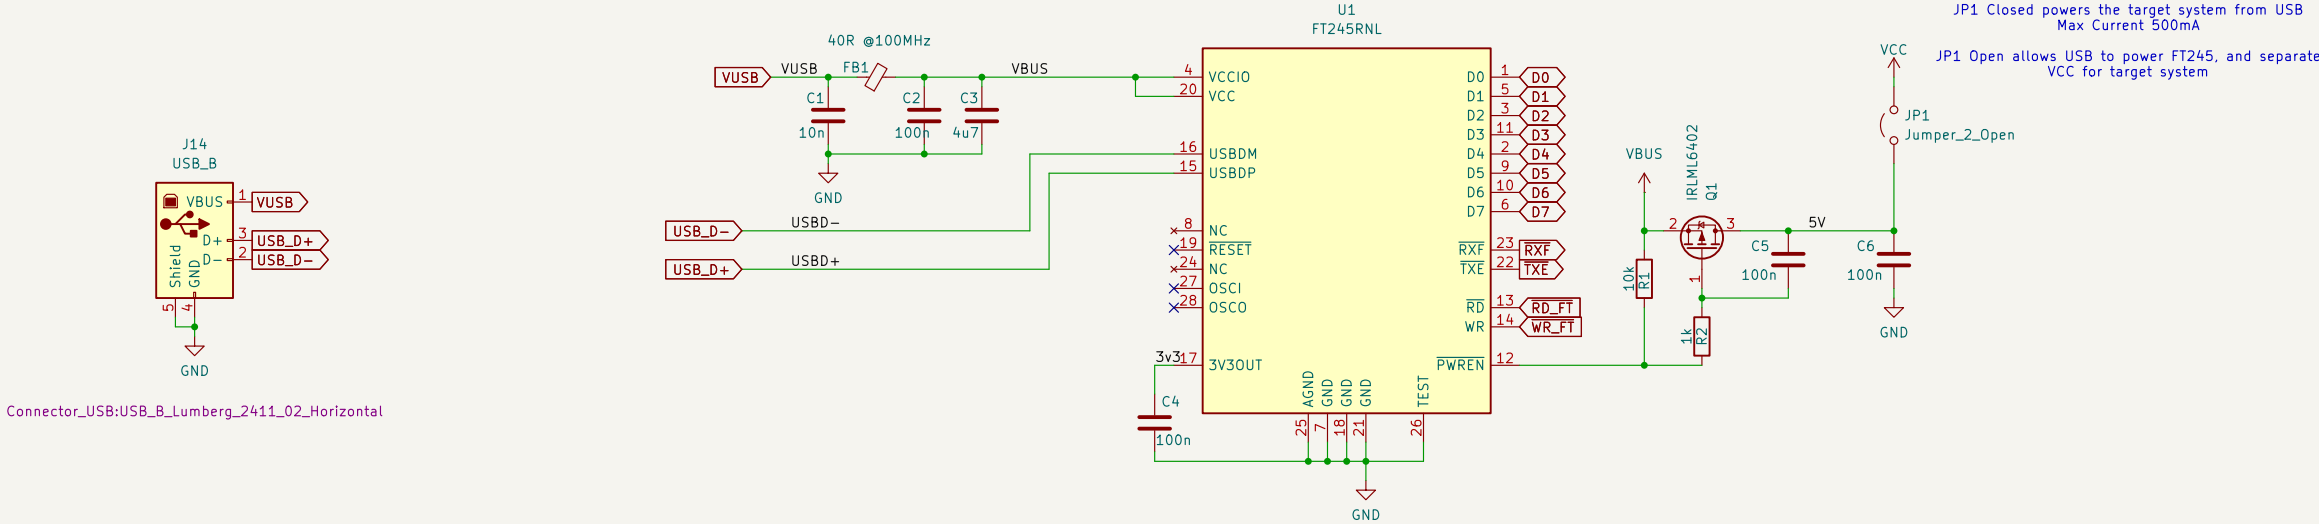 J14
USB_B
VBUS
1
VUSB
D+
3
USB_D+
D-
2
USB_D-
Shield
GND
5
4
GND
Connector_USB:USB_B_Lumberg_2411_02_Horizontal
40R @100MHz
VUSB
VUSB
FB1
VBUS
C1
10n
C2
100n
C3
4u7
GND
USB_D-
USBD-
USB_D+
USBD+
U1
FT245RNL
4
VCCIO
20
VCC
16
USBDM
15
USBDP
8
NC
19
RESET
24
NC
27
OSCI
28
OSCO
3v3
17
3V3OUT
C4
100n
AGND
GND
GND
GND
TEST
25
7
18
21
26
GND
D0
1
D0
D1
5
D1
D2
3
D2
D3
11
D3
D4
2
D4
D5
9
D5
D6
10
D6
D7
6
D7
RXF
23
RXF
TXE
22
TXE
RD
13
RD_FT
WR
14
WR_FT
PWREN
12
VBUS
IRLML6402
Q1
2
3
1
10k
R1
1k
R2
C5
100n
5V
C6
100n
GND
VCC
JP1
Jumper_2_Open
JP1 Closed powers the target system from USB
Max Current 500mA
JP1 Open allows USB to power FT245, and separate
VCC for target system